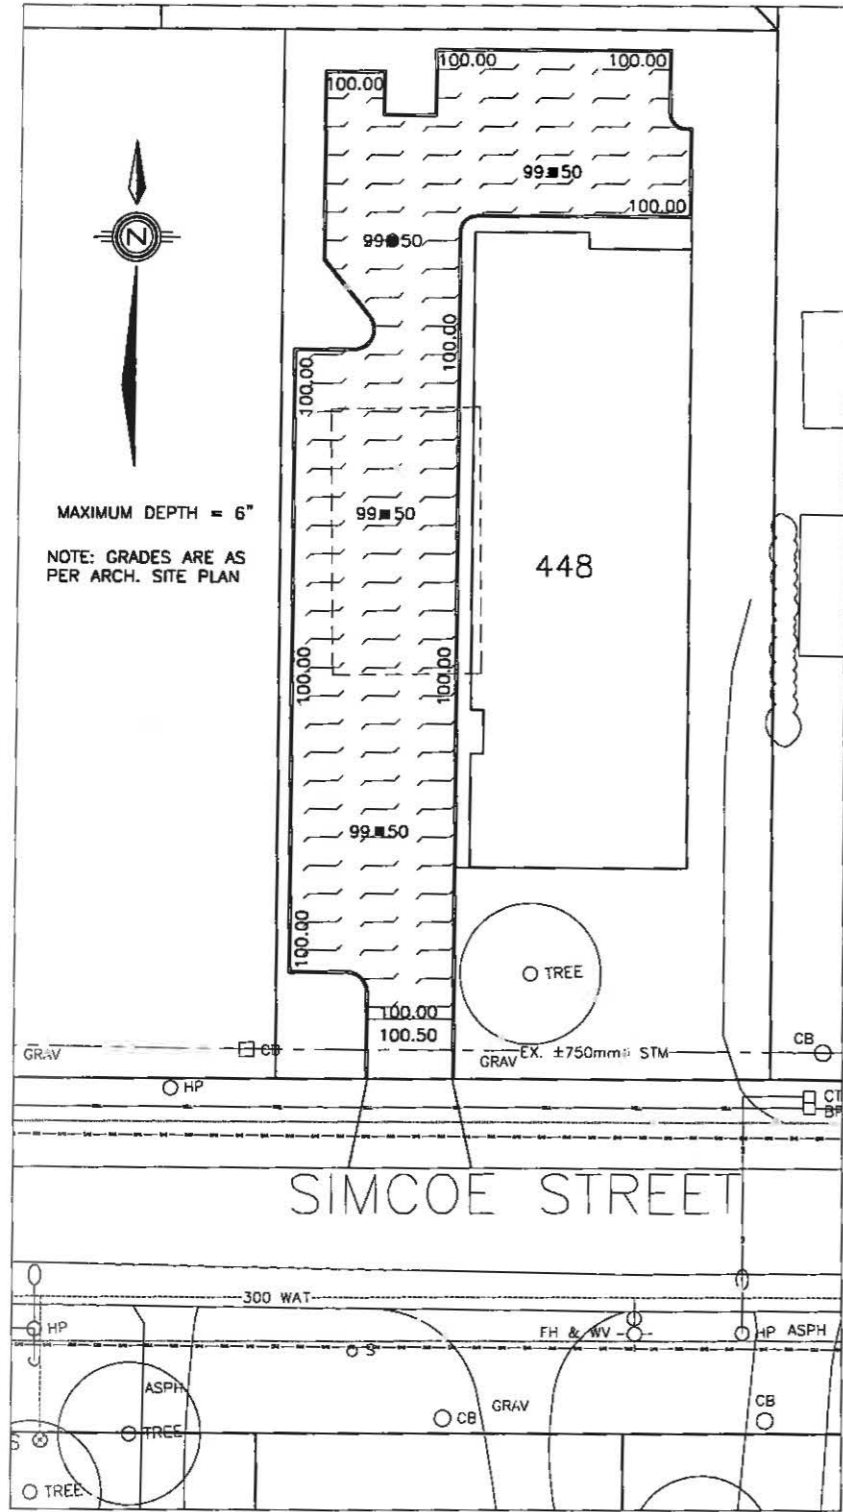 100.00
100.00
100.00
99.50
100.00
99.50
N
100.00
100.00
MAXIMUM DEPTH = 6"
99.50
NOTE: GRADES ARE AS
PER ARCH. SITE PLAN
448
100.00
100.00
99.50
100.00
TREE
100.00
100.50
GRAV
CB
GRAV
EX. ±750mmø STM
CB
HP
SIMCOE STREET
300 WAT
HP
FH & WV
HP
ASPH
S
ASPH
CB
GRAV
CB
TREE
S
TREE